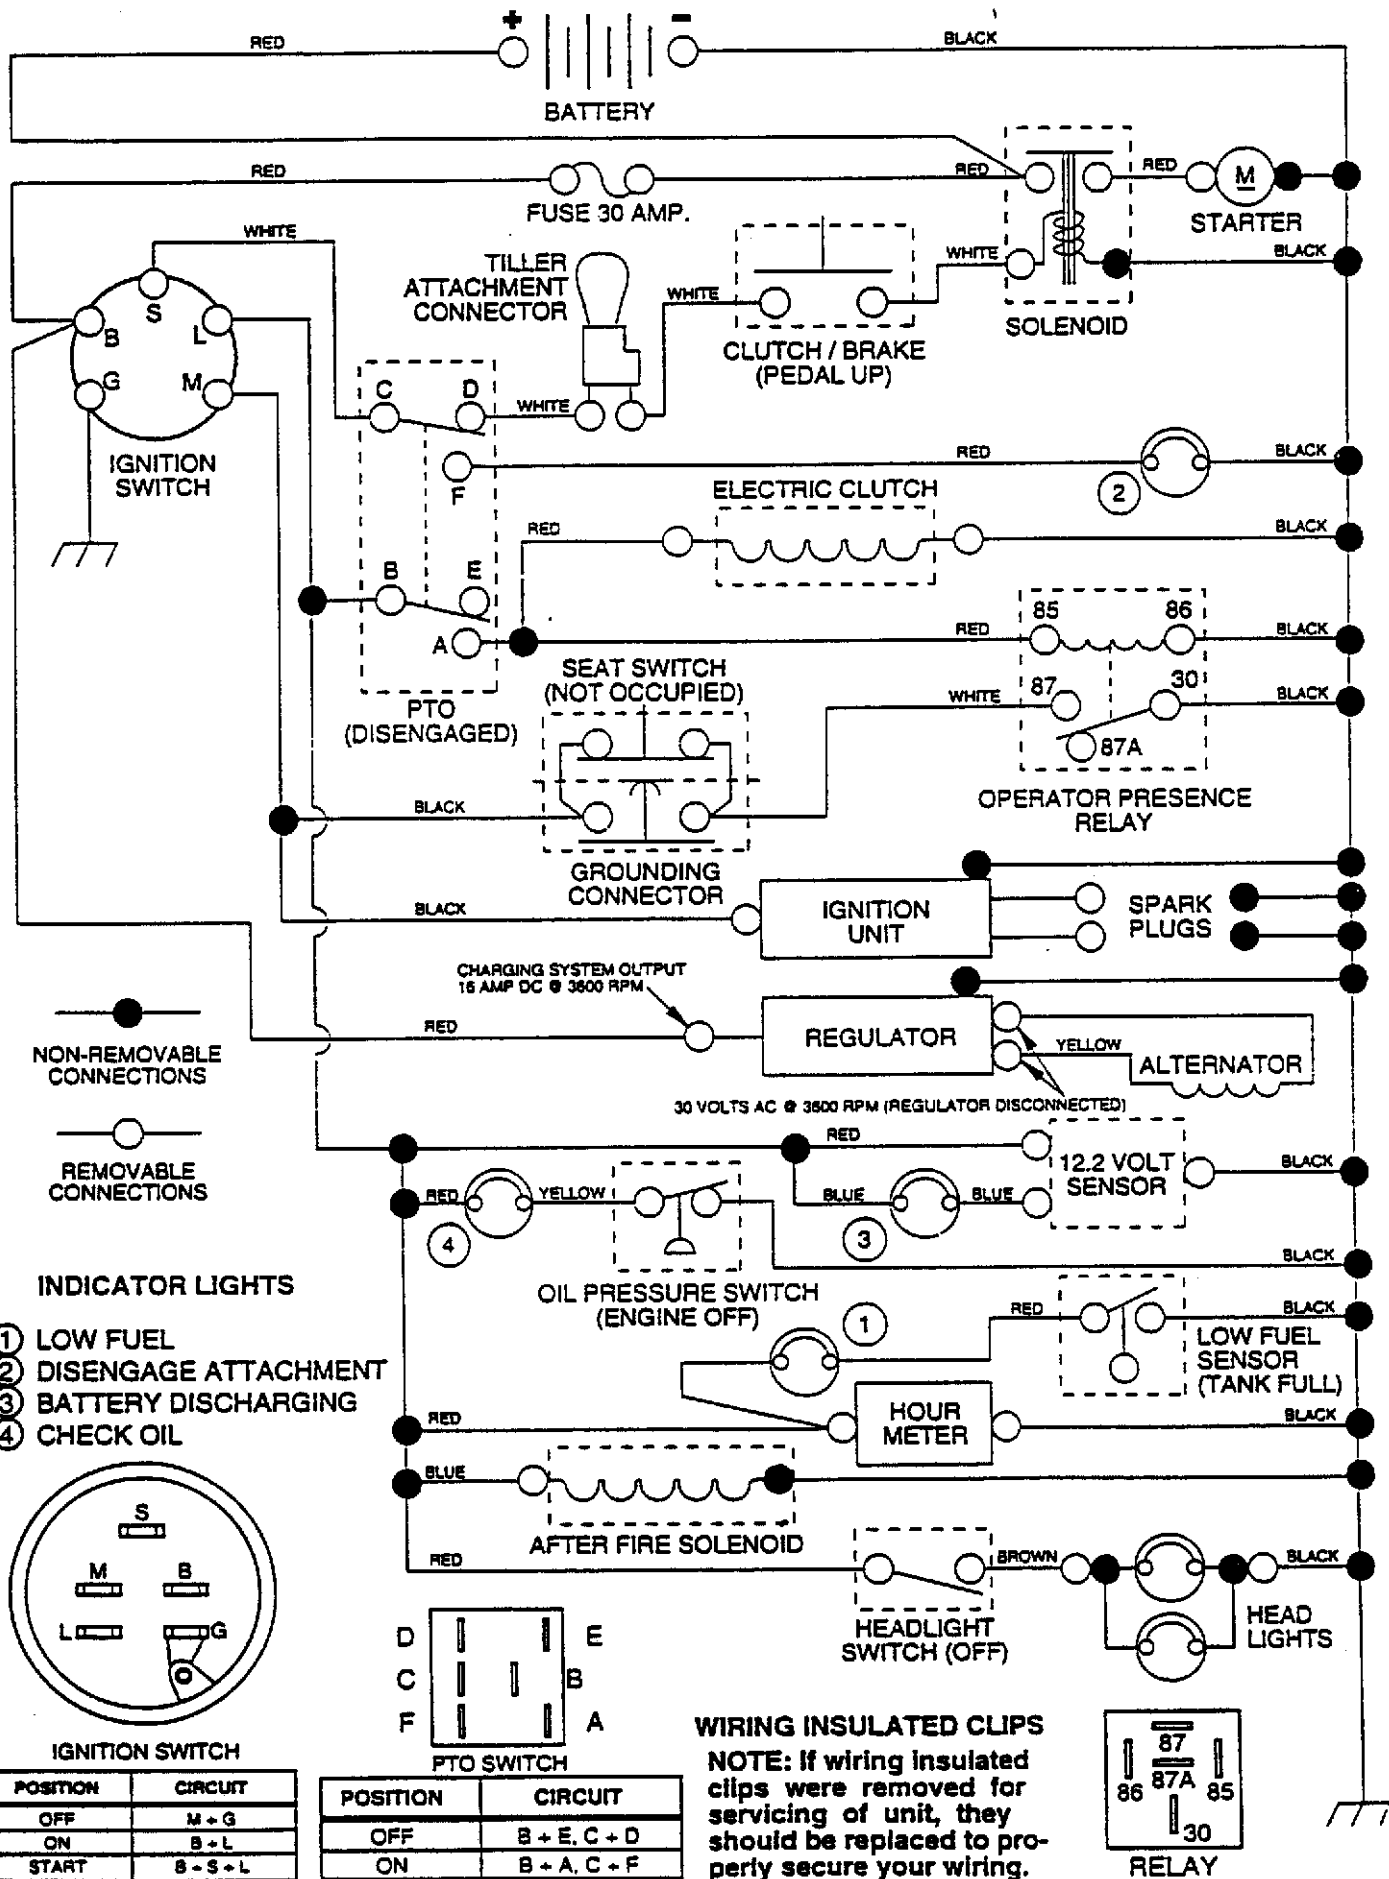 + -
RED
BLACK
BATTERY
RED
RED
RED
M
FUSE 30 AMP.
STARTER
WHITE
TILLER
ATTACHMENT
CONNECTOR
WHITE
WHITE
BLACK
SOLENOID
CLUTCH / BRAKE
(PEDAL UP)
S
B
L
G
M
IGNITION
SWITCH
C
D
WHITE
F
RED
BLACK
2
ELECTRIC CLUTCH
RED
BLACK
B
E
A
RED
85
86
BLACK
SEAT SWITCH
(NOT OCCUPIED)
WHITE
87
30
BLACK
87A
PTO
(DISENGAGED)
OPERATOR PRESENCE
RELAY
BLACK
GROUNDING
CONNECTOR
BLACK
IGNITION
UNIT
SPARK
PLUGS
CHARGING SYSTEM OUTPUT
16 AMP DC @ 3600 RPM
RED
REGULATOR
YELLOW
ALTERNATOR
30 VOLTS AC @ 3600 RPM (REGULATOR DISCONNECTED)
NON-REMOVABLE
CONNECTIONS
REMOVABLE
CONNECTIONS
RED
12.2 VOLT
SENSOR
BLACK
RED
YELLOW
BLUE
BLUE
4
3
BLACK
OIL PRESSURE SWITCH
(ENGINE OFF)
INDICATOR LIGHTS
1 LOW FUEL
2 DISENGAGE ATTACHMENT
3 BATTERY DISCHARGING
4 CHECK OIL
1
RED
BLACK
LOW FUEL
SENSOR
(TANK FULL)
RED
HOUR
METER
BLACK
BLUE
AFTER FIRE SOLENOID
RED
BROWN
BLACK
HEADLIGHT
SWITCH (OFF)
HEAD
LIGHTS
S
M
B
L
G
IGNITION SWITCH
POSITION CIRCUIT
OFF M + G
ON B + L
START B + S + L
D E
C B
F A
PTO SWITCH
POSITION CIRCUIT
OFF B + E, C + D
ON B + A, C + F
WIRING INSULATED CLIPS
NOTE: If wiring insulated
clips were removed for
servicing of unit, they
should be replaced to pro-
perly secure your wiring.
87
87A
86
85
30
RELAY